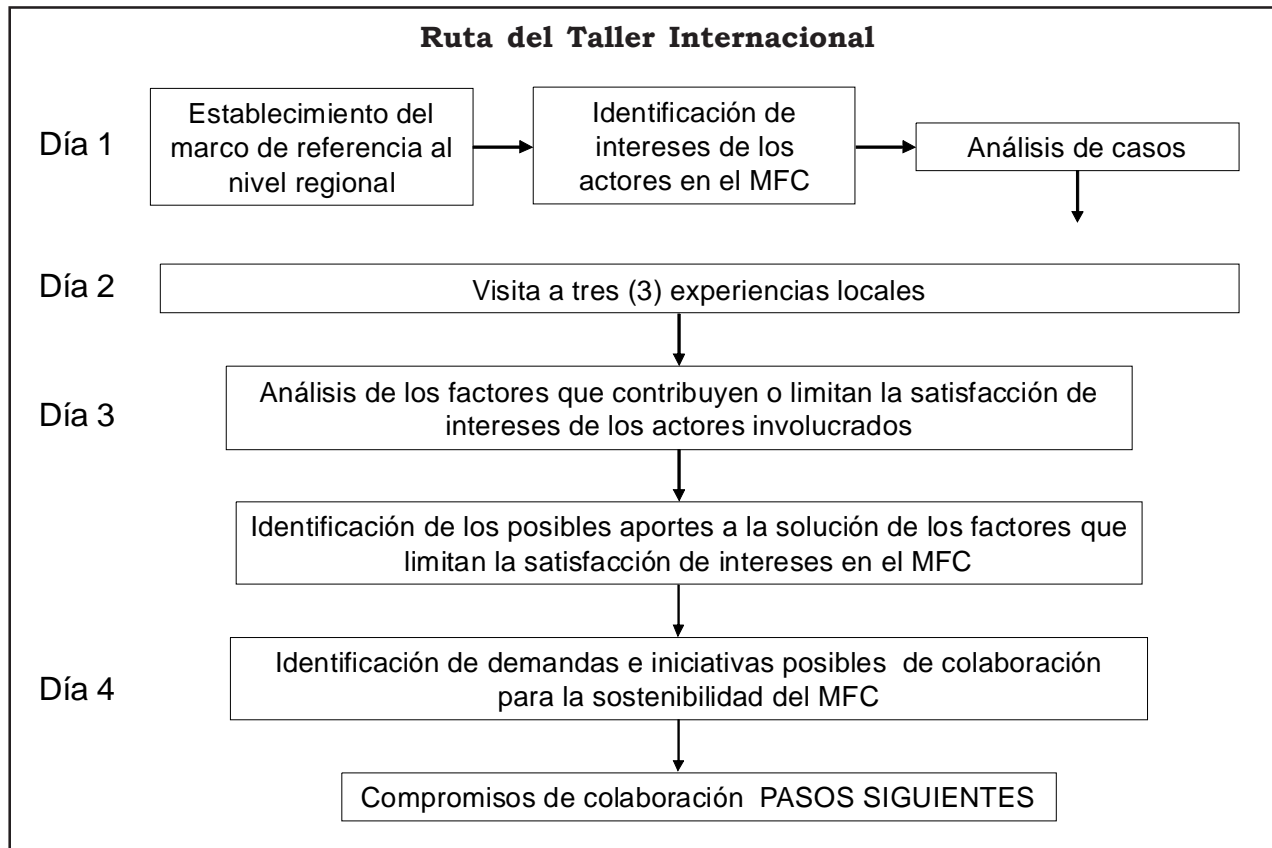 Ruta del Taller Internacional
Día 1
Establecimiento del
marco de referencia al
nivel regional
Identificación de
intereses de los
actores en el MFC
Análisis de casos
Día 2
Visita a tres (3) experiencias locales
Día 3
Análisis de los factores que contribuyen o limitan la satisfacción de
intereses de los actores involucrados
Identificación de los posibles aportes a la solución de los factores que
limitan la satisfacción de intereses en el MFC
Día 4
Identificación de demandas e iniciativas posibles de colaboración
para la sostenibilidad del MFC
Compromisos de colaboración PASOS SIGUIENTES